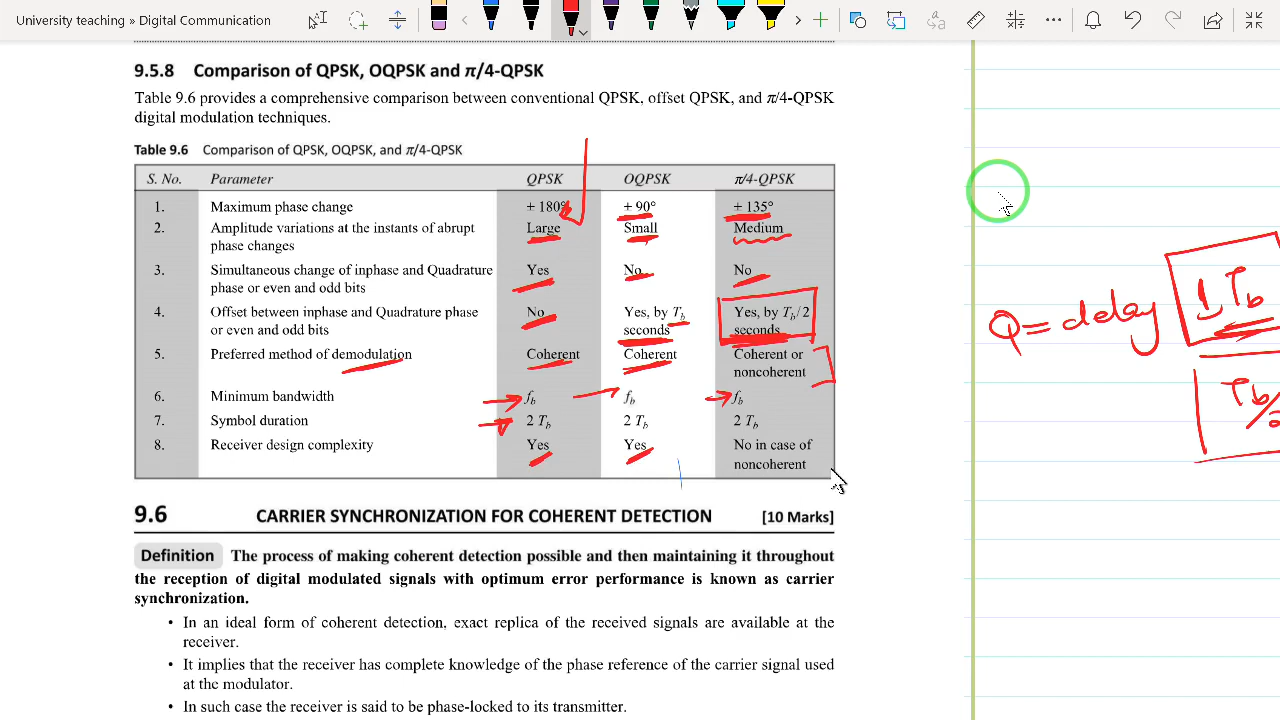 University teaching » Digital Communication
9.5.8 Comparison of QPSK, OQPSK and π/4-QPSK
Table 9.6 provides a comprehensive comparison between conventional QPSK, offset QPSK, and π/4-QPSK
digital modulation techniques.
Table 9.6 Comparison of QPSK, OQPSK, and π/4-QPSK
S. No. Parameter QPSK OQPSK π/4-QPSK
1. Maximum phase change ± 180° ± 90° ± 135°
2. Amplitude variations at the instants of abrupt Large Small Medium
phase changes
3. Simultaneous change of inphase and Quadrature Yes No No
phase or even and odd bits
4. Offset between inphase and Quadrature phase No Yes, by Tb Yes, by Tb/2
or even and odd bits seconds seconds
5. Preferred method of demodulation Coherent Coherent Coherent or
noncoherent
6. Minimum bandwidth fb fb fb
7. Symbol duration 2 Tb 2 Tb 2 Tb
8. Receiver design complexity Yes Yes No in case of
noncoherent
9.6 CARRIER SYNCHRONIZATION FOR COHERENT DETECTION [10 Marks]
Definition The process of making coherent detection possible and then maintaining it throughout
the reception of digital modulated signals with optimum error performance is known as carrier
synchronization.
• In an ideal form of coherent detection, exact replica of the received signals are available at the
receiver.
• It implies that the receiver has complete knowledge of the phase reference of the carrier signal used
at the modulator.
• In such case the receiver is said to be phase-locked to its transmitter.
Q = delay 1 Tb
Tb/2